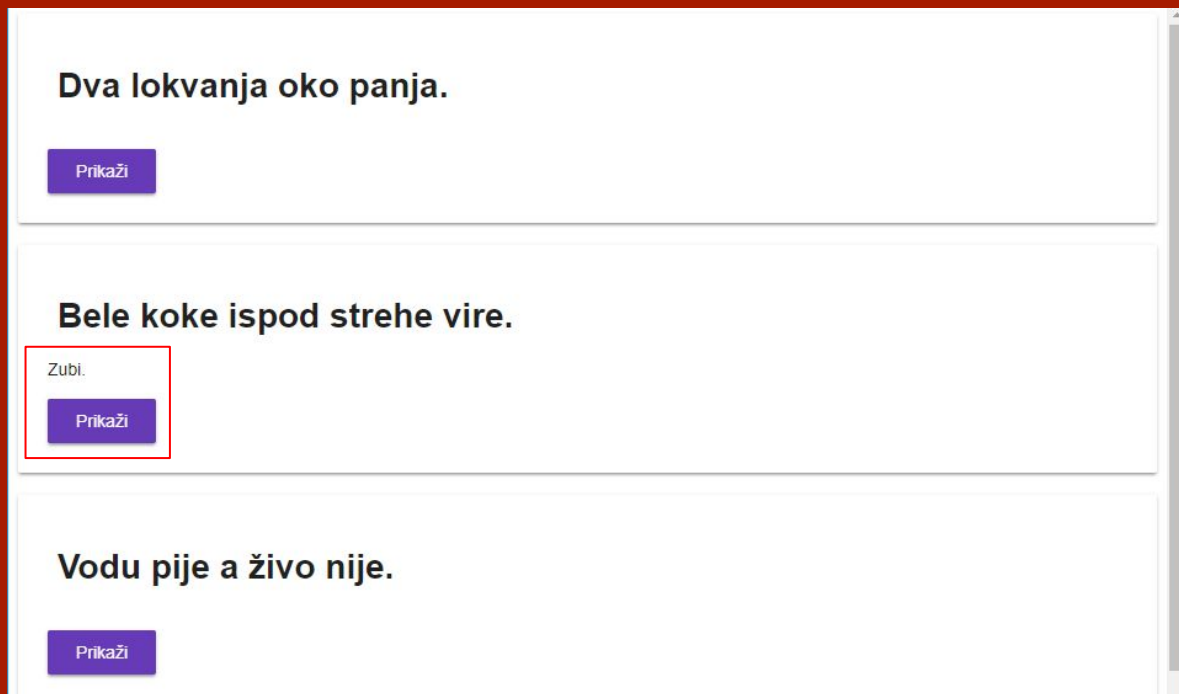 Dva lokvanja oko panja.
Prikaži
Bele koke ispod strehe vire.
Zubi.
Prikaži
Vodu pije a živo nije.
Prikaži